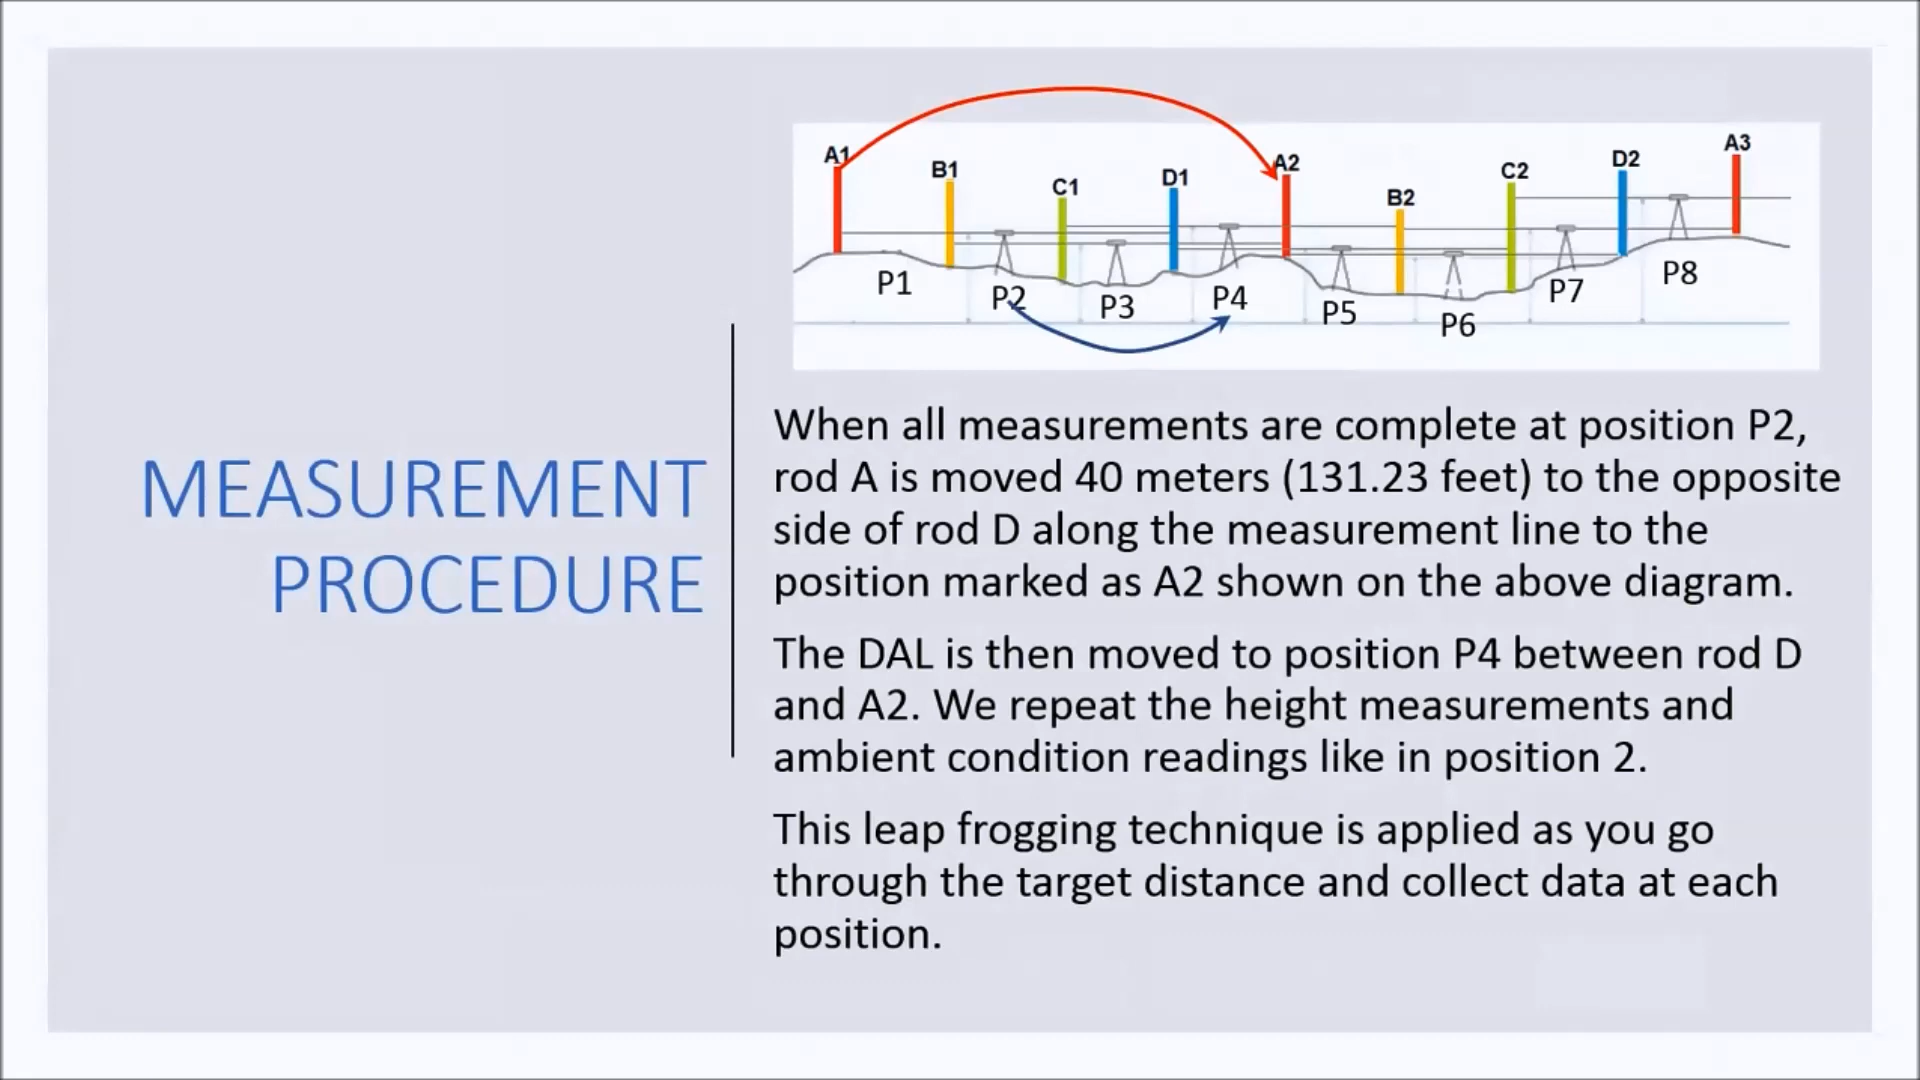 A1
B1
C1
D1
A2
B2
C2
D2
A3
P1
P2
P3
P4
P5
P6
P7
P8
MEASUREMENT
PROCEDURE
When all measurements are complete at position P2,
rod A is moved 40 meters (131.23 feet) to the opposite
side of rod D along the measurement line to the
position marked as A2 shown on the above diagram.
The DAL is then moved to position P4 between rod D
and A2. We repeat the height measurements and
ambient condition readings like in position 2.
This leap frogging technique is applied as you go
through the target distance and collect data at each
position.